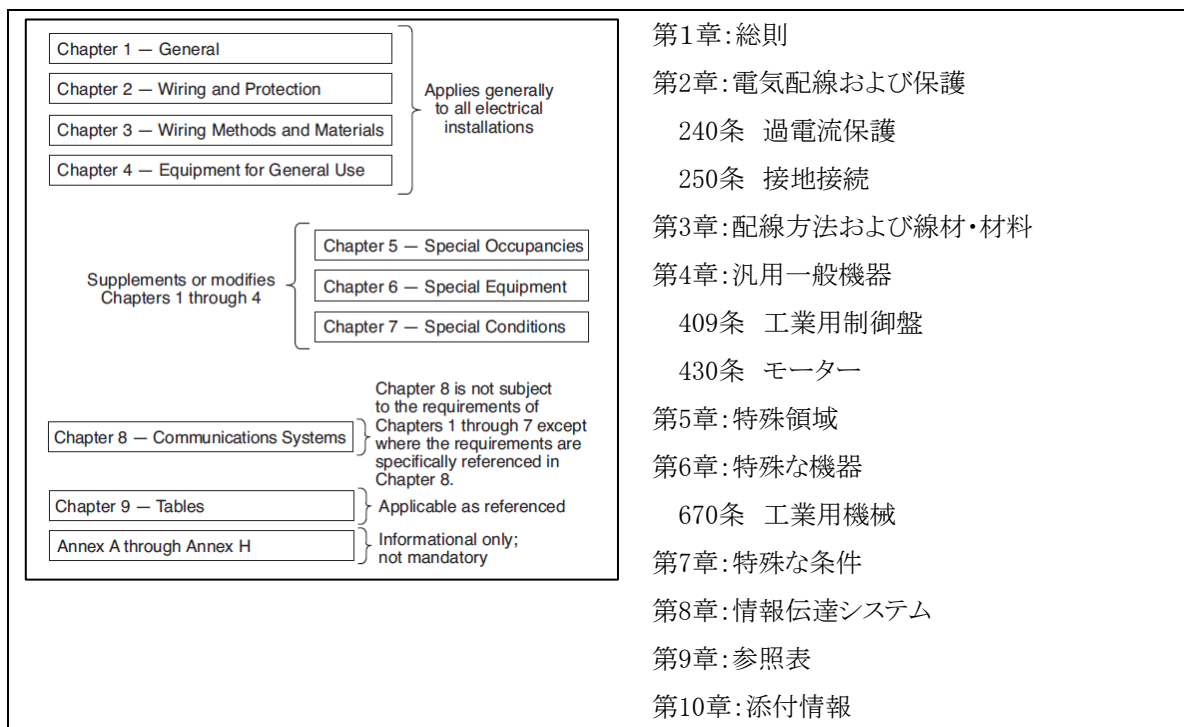 Chapter 1 — General
Chapter 2 — Wiring and Protection
Chapter 3 — Wiring Methods and Materials
Chapter 4 — Equipment for General Use
Applies generally
to all electrical
installations
Supplements or modifies
Chapters 1 through 4
Chapter 5 — Special Occupancies
Chapter 6 — Special Equipment
Chapter 7 — Special Conditions
Chapter 8 — Communications Systems
Chapter 8 is not subject
to the requirements of
Chapters 1 through 7 except
where the requirements are
specifically referenced in
Chapter 8.
Chapter 9 — Tables
Applicable as referenced
Annex A through Annex H
Informational only;
not mandatory
第1章:総則
第2章:電気配線および保護
240条 過電流保護
250条 接地接続
第3章:配線方法および線材・材料
第4章:汎用一般機器
409条 工業用制御盤
430条 モーター
第5章:特殊領域
第6章:特殊な機器
670条 工業用機械
第7章:特殊な条件
第8章:情報伝達システム
第9章:参照表
第10章:添付情報